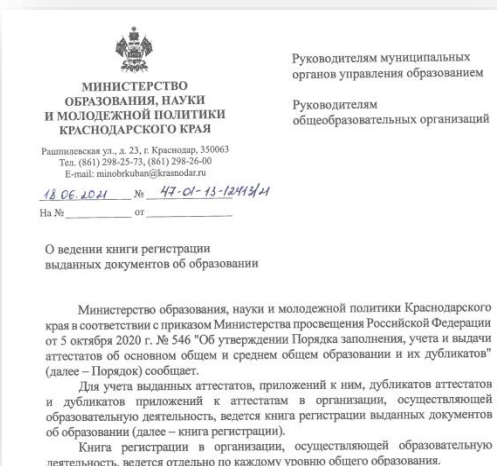 МИНИСТЕРСТВО
ОБРАЗОВАНИЯ, НАУКИ
И МОЛОДЕЖНОЙ ПОЛИТИКИ
КРАСНОДАРСКОГО КРАЯ
Рашпилевская ул., д. 23, г. Краснодар, 350063
Тел. (861) 298-25-73, (861) 298-26-00
E-mail: minobrkuban@krasnodar.ru
18.06.2021 № 47-01-13-12413/21
На № от
Руководителям муниципальных
органов управления образованием
Руководителям
общеобразовательных организаций
О ведении книги регистрации
выданных документов об образовании
Министерство образования, науки и молодежной политики Краснодарского
края в соответствии с приказом Министерства просвещения Российской Федерации
от 5 октября 2020 г. № 546 "Об утверждении Порядка заполнения, учета и выдачи
аттестатов об основном общем и среднем общем образовании и их дубликатов"
(далее – Порядок) сообщает.
Для учета выданных аттестатов, приложений к ним, дубликатов аттестатов
и дубликатов приложений к аттестатам в организации, осуществляющей
образовательную деятельность, ведется книга регистрации выданных документов
об образовании (далее – книга регистрации).
Книга регистрации в организации, осуществляющей образовательную
деятельность, ведется отдельно по каждому уровню общего образования.